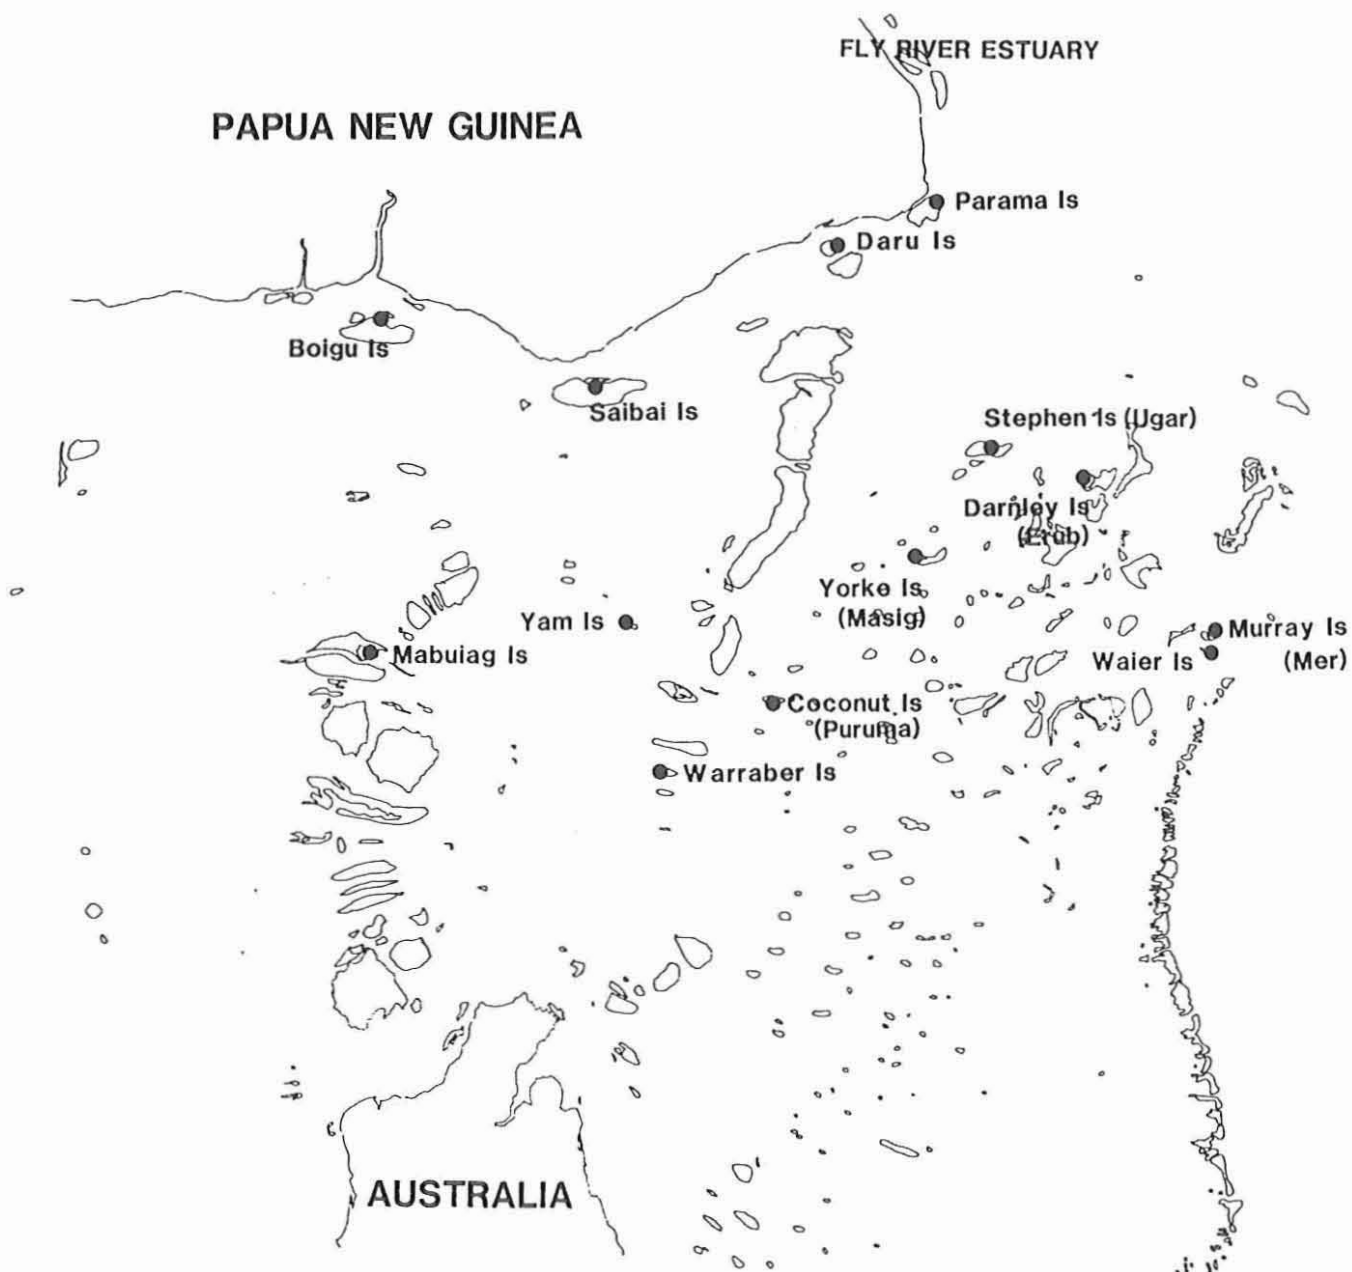 FLY RIVER ESTUARY
PAPUA NEW GUINEA
Parama Is
Daru Is
Boigu Is
Saibai Is
Stephen Is (Ugar)
Darnley Is
(Erub)
Yorke Is
(Masig)
Yam Is
Murray Is
(Mer)
Mabuiag Is
Waier Is
Coconut Is
(Puruma)
Warraber Is
AUSTRALIA